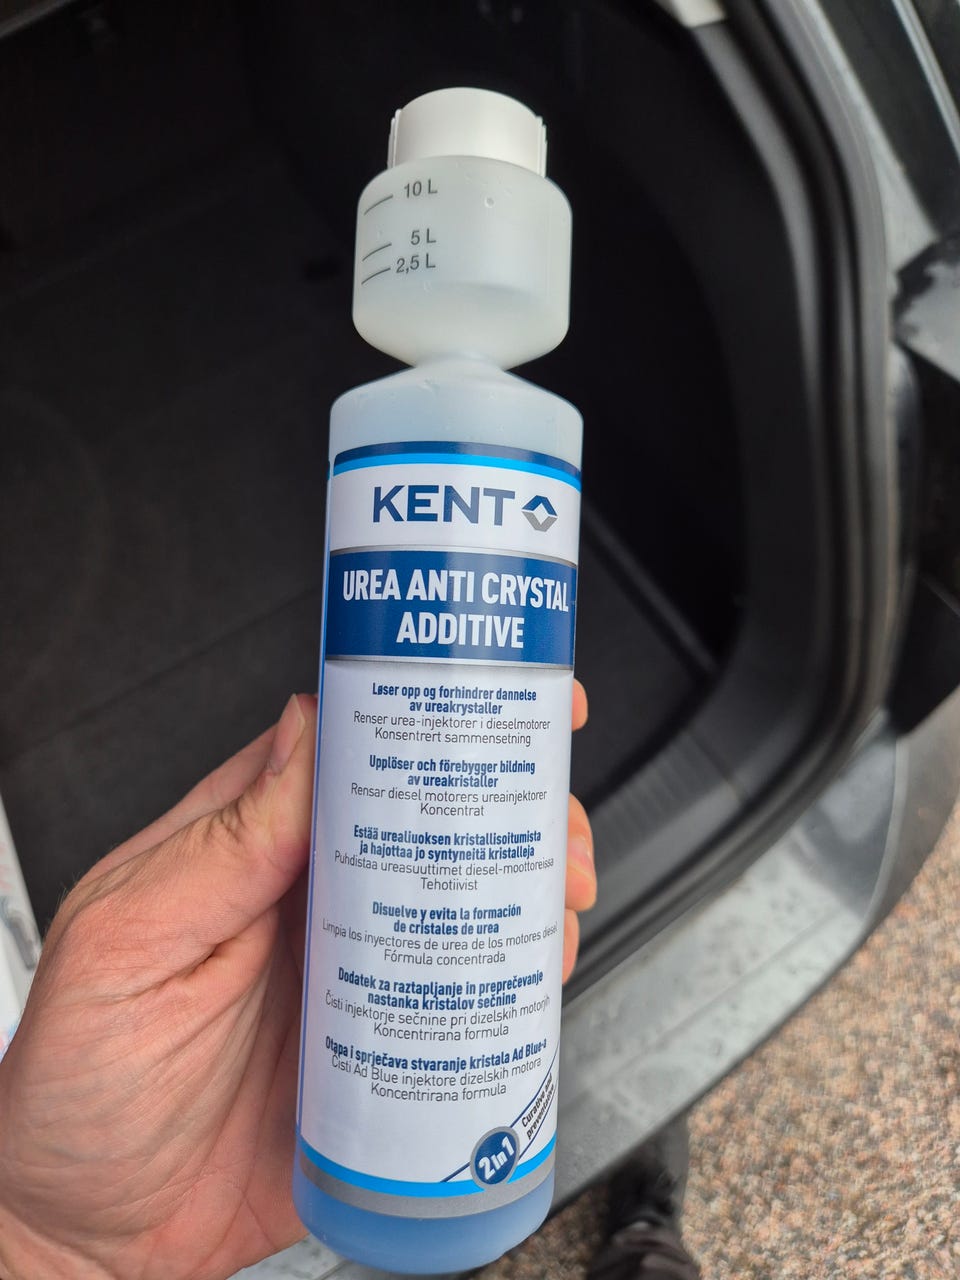 10 L
5 L
2,5 L
KENT
UREA ANTI CRYSTAL
ADDITIVE
Løser opp og forhindrer dannelse
av ureakrystaller
Renser urea-injektorer i dieselmotorer
Konsentrert sammensetning
Upplöser och förebygger bildning
av ureakristaller
Rensar diesel motorers ureainjektorer
Koncentrat
Estää urealiuoksen kristallisoitumista
ja hajottaa jo syntyneitä kristalleja
Puhdistaa ureasuuttimet diesel-moottoreissa
Tehotiivist
Disuelve y evita la formación
de cristales de urea
Limpia los inyectores de urea de los motores diesel
Fórmula concentrada
Dodatek za raztapljanje in preprečevanje
nastanka kristalov sečnine
Čisti injektorje sečnine pri dizelskih motorjih
Koncentrirana formula
Otapa i sprječava stvaranje kristala Ad Blue-a
Čisti Ad Blue injektore dizelskih motora
Koncentrirana formula
2in1
Curative and
preventative